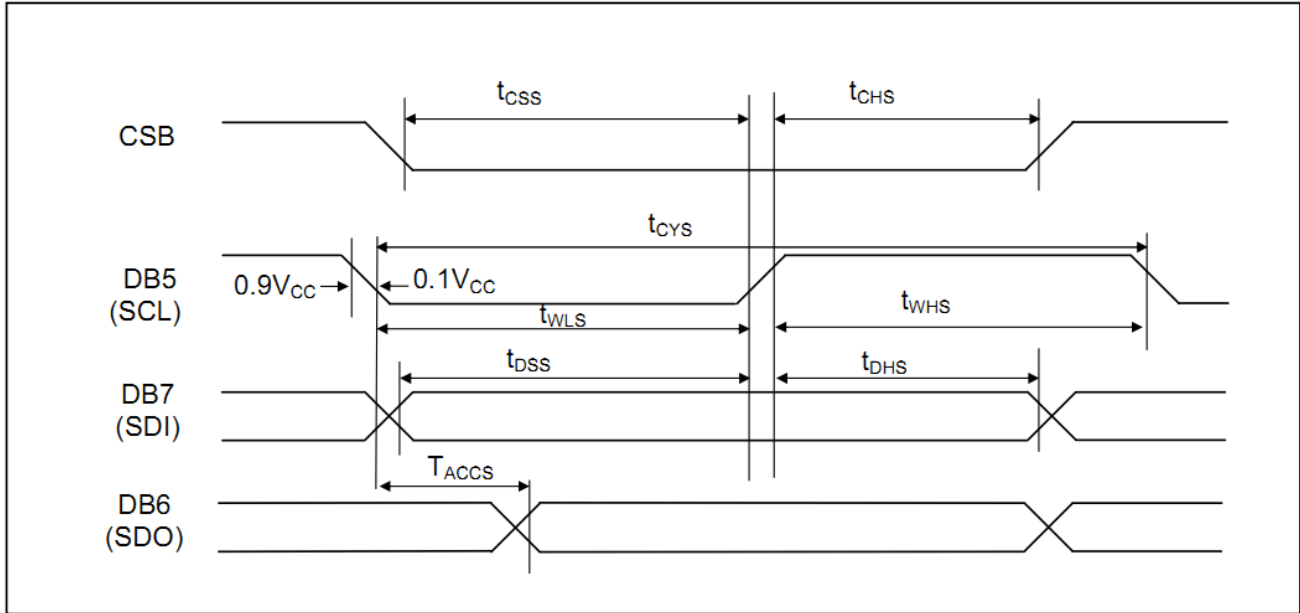 tCSS
tCHS
CSB
tCYS
DB5
(SCL)
0.9VCC
0.1VCC
tWLS
tWHS
tDSS
tDHS
DB7
(SDI)
TACCS
DB6
(SDO)